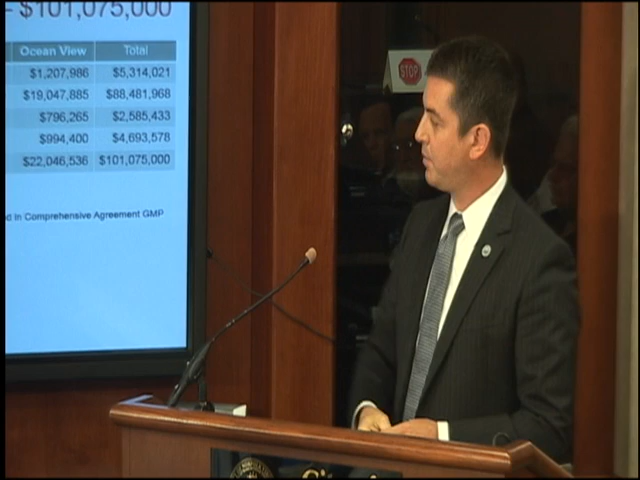 – $101,075,000
Ocean View Total
$1,207,986 $5,314,021
$19,047,885 $88,481,968
$796,265 $2,585,433
$994,400 $4,693,578
$22,046,536 $101,075,000
in Comprehensive Agreement GMP
STOP